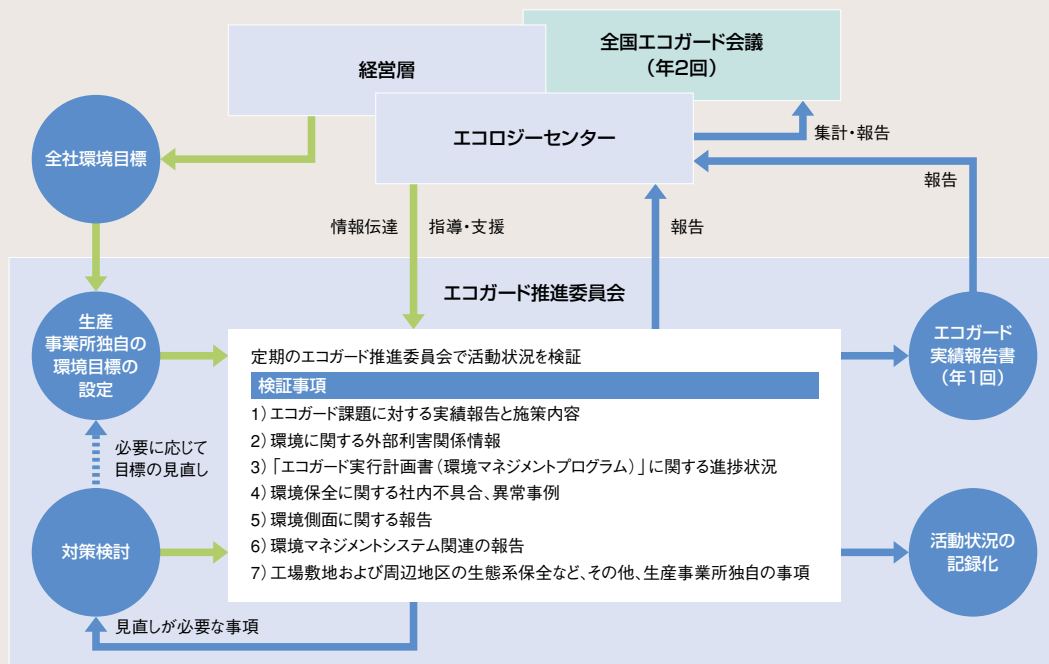 全国エコガード会議
（年2回）
経営層
エコロジーセンター
集計・報告
全社環境目標
報告
情報伝達
指導・支援
報告
エコガード推進委員会
生産
事業所独自の
環境目標の
設定
定期のエコガード推進委員会で活動状況を検証
検証事項
1）エコガード課題に対する実績報告と施策内容
2）環境に関する外部利害関係情報
3）「エコガード実行計画書（環境マネジメントプログラム）」に関する進捗状況
4）環境保全に関する社内不具合、異常事例
5）環境側面に関する報告
6）環境マネジメントシステム関連の報告
7）工場敷地および周辺地区の生態系保全など、その他、生産事業所独自の事項
エコガード
実績報告書
（年1回）
必要に応じて
目標の見直し
対策検討
活動状況の
記録化
見直しが必要な事項